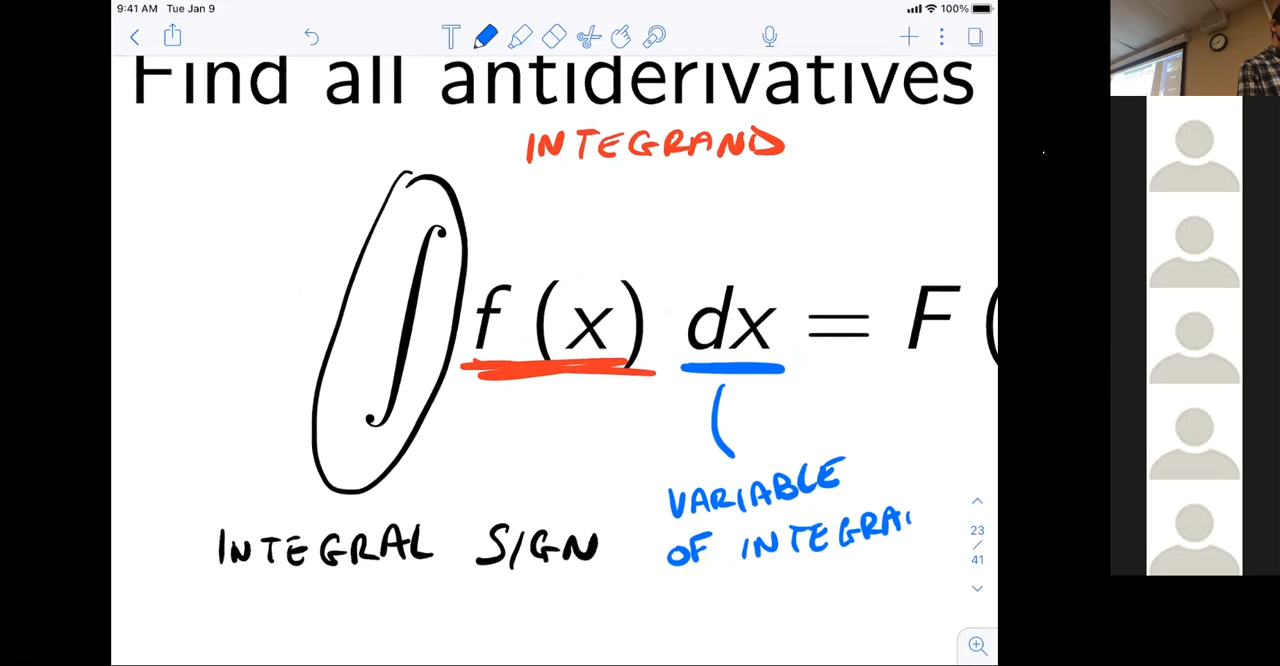 9:41 AM Tue Jan 9
100%
Find all antiderivatives
INTEGRAND
∫ f (x) dx = F (
VARIABLE
OF INTEGRA
INTEGRAL SIGN
23
/
41